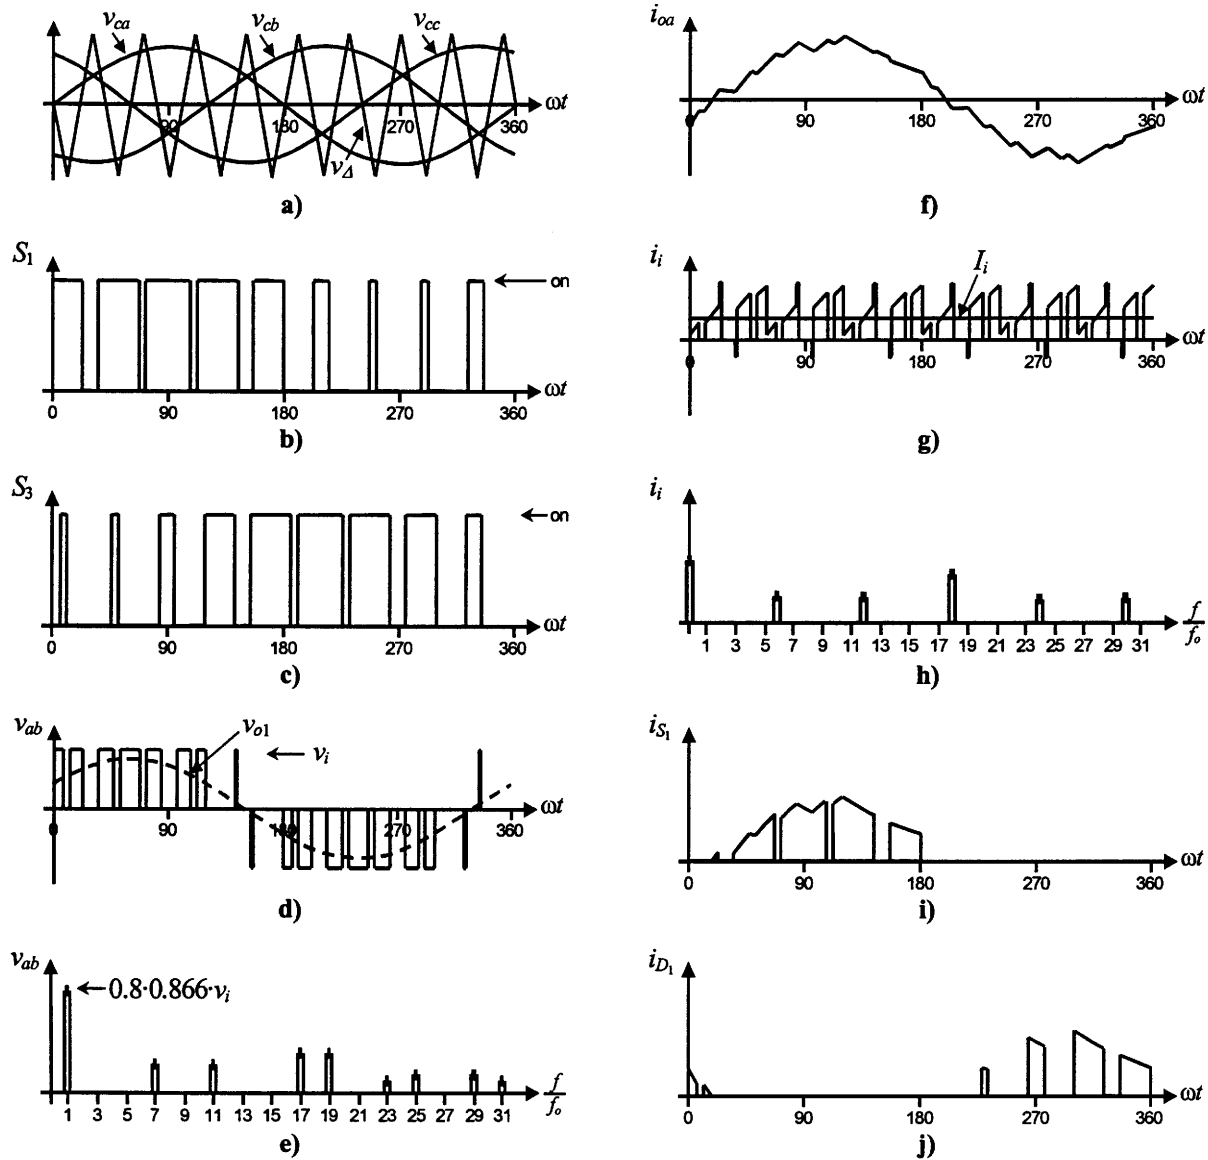 v_ca v_cb v_cc
ωt
90 180 270 360
v_Δ
a)
S_1
on
ωt
0 90 180 270 360
b)
S_3
on
ωt
0 90 180 270 360
c)
v_ab v_o1 v_i
ωt
0 90 180 270 360
d)
v_ab
0.8·0.866·v_i
f/f_o
1 3 5 7 9 11 13 15 17 19 21 23 25 27 29 31
e)
i_oa
ωt
0 90 180 270 360
f)
i_i I_i
ωt
0 90 180 270 360
g)
i_i
f/f_o
1 3 5 7 9 11 13 15 17 19 21 23 25 27 29 31
h)
i_S1
ωt
0 90 180 270 360
i)
i_D1
ωt
0 90 180 270 360
j)